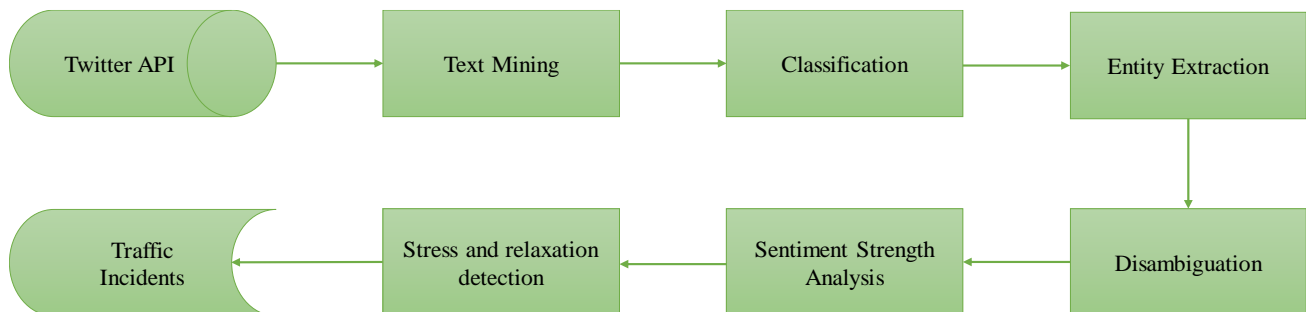 Twitter API
Text Mining
Classification
Entity Extraction
Traffic
Incidents
Stress and relaxation
detection
Sentiment Strength
Analysis
Disambiguation